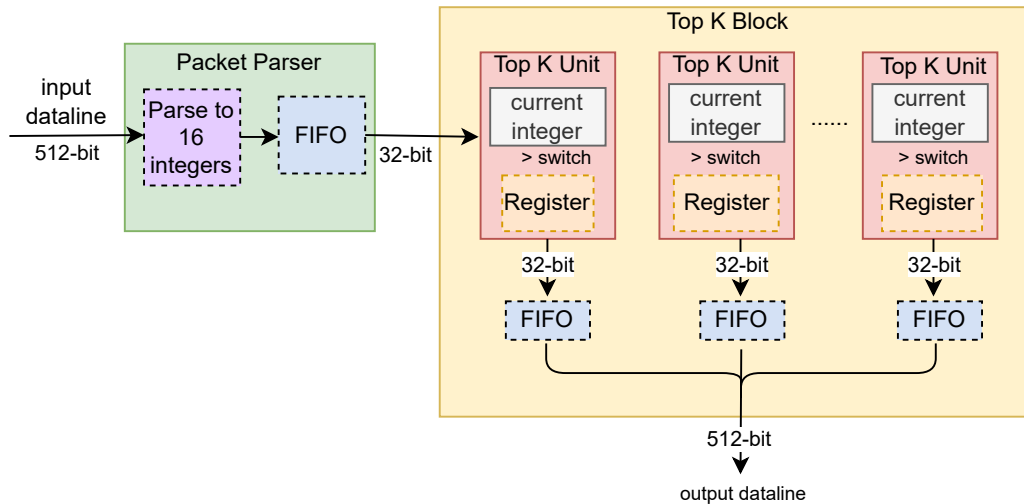 Top K Block
Packet Parser
input
dataline
512-bit
Parse to
16
integers
FIFO
32-bit
Top K Unit
current
integer
> switch
Register
Top K Unit
current
integer
> switch
Register
......
Top K Unit
current
integer
> switch
Register
32-bit
32-bit
32-bit
FIFO
FIFO
FIFO
512-bit
output dataline